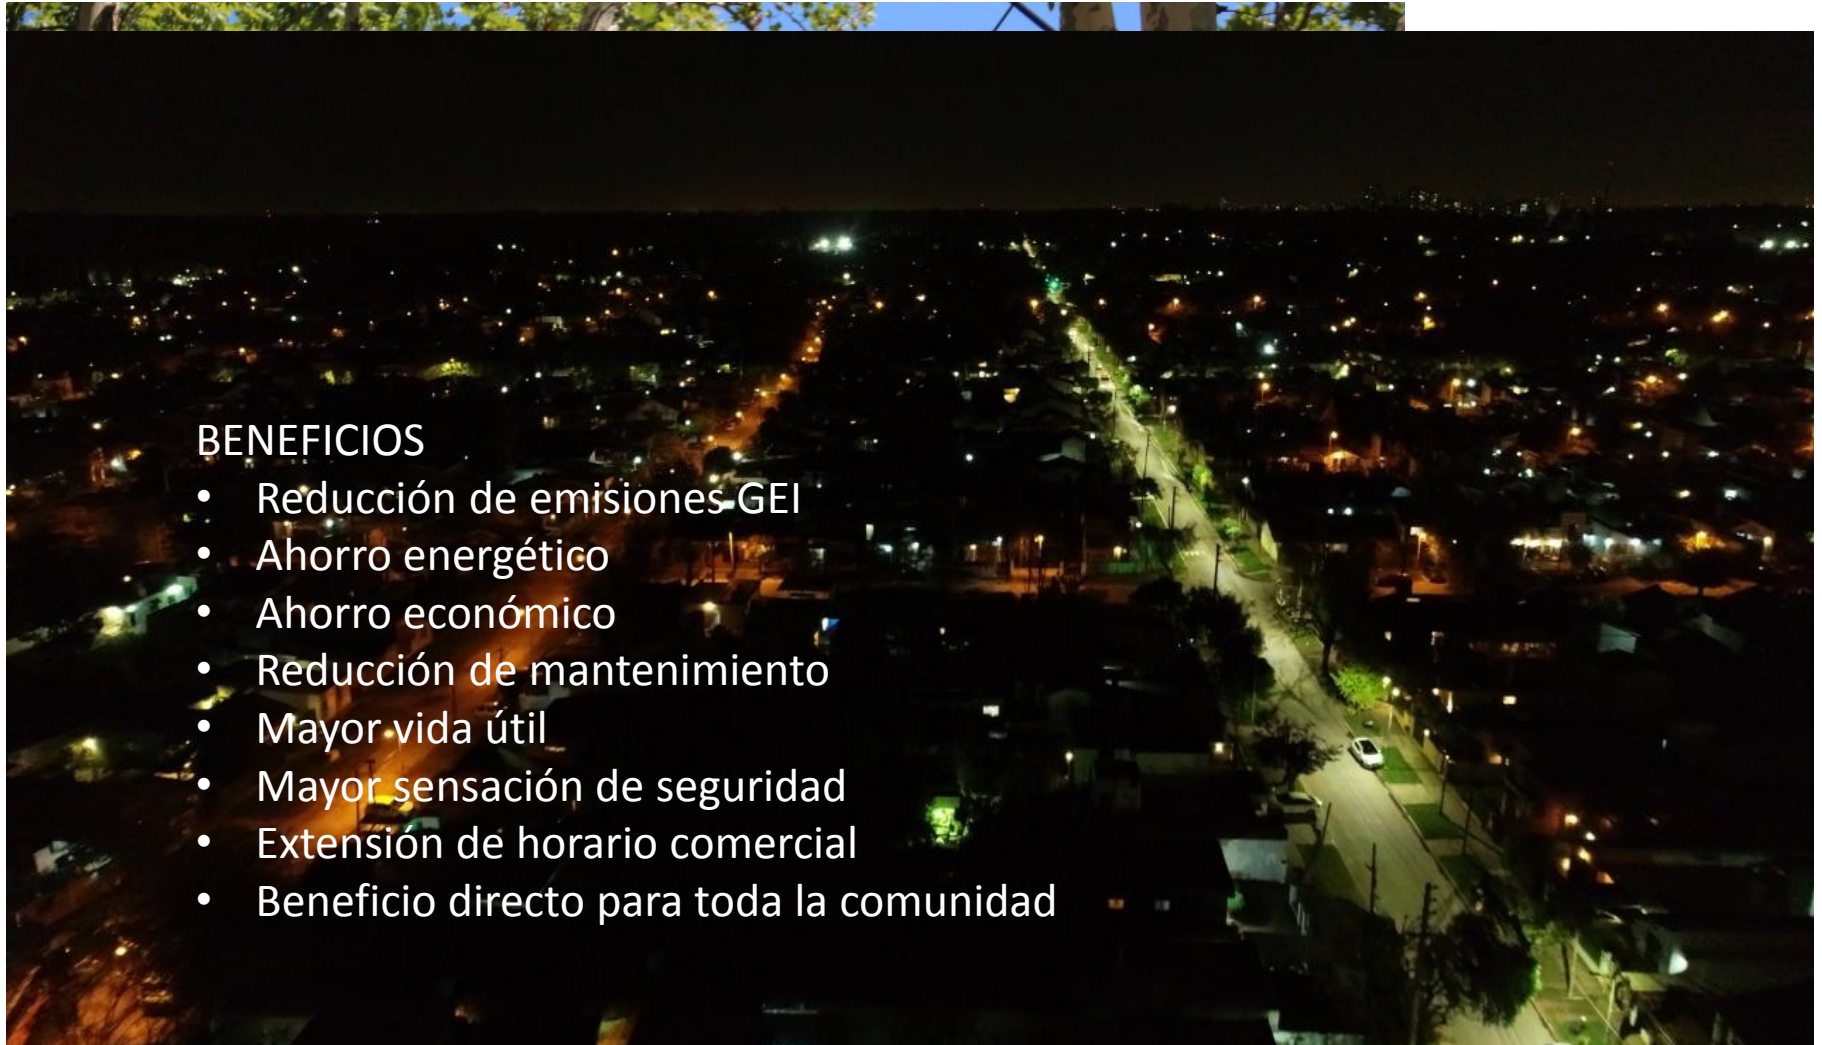 BENEFICIOS
• Reducción de emisiones GEI
• Ahorro energético
• Ahorro económico
• Reducción de mantenimiento
• Mayor vida útil
• Mayor sensación de seguridad
• Extensión de horario comercial
• Beneficio directo para toda la comunidad